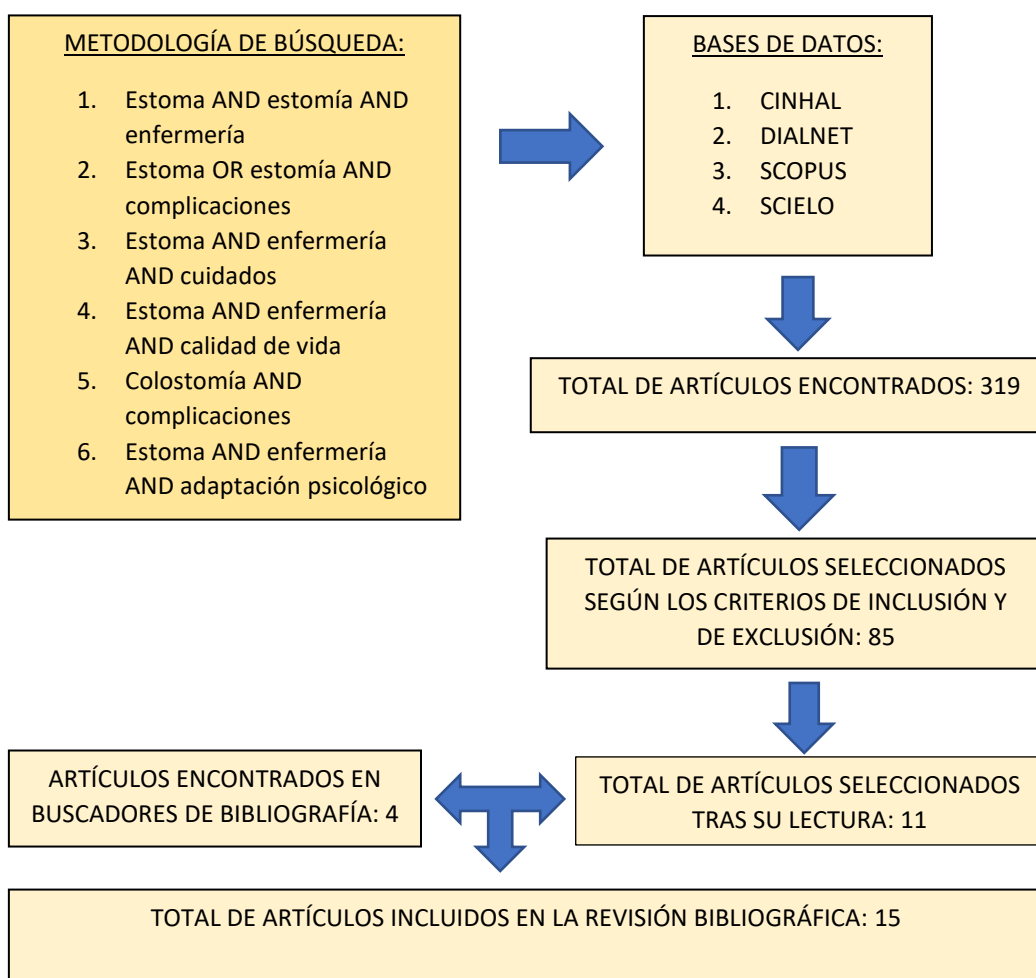 METODOLOGÍA DE BÚSQUEDA:
1. Estoma AND estomía AND
enfermería
2. Estoma OR estomía AND
complicaciones
3. Estoma AND enfermería
AND cuidados
4. Estoma AND enfermería
AND calidad de vida
5. Colostomía AND
complicaciones
6. Estoma AND enfermería
AND adaptación psicológico
BASES DE DATOS:
1. CINHAL
2. DIALNET
3. SCOPUS
4. SCIELO
TOTAL DE ARTÍCULOS ENCONTRADOS: 319
TOTAL DE ARTÍCULOS SELECCIONADOS
SEGÚN LOS CRITERIOS DE INCLUSIÓN Y
DE EXCLUSIÓN: 85
ARTÍCULOS ENCONTRADOS EN
BUSCADORES DE BIBLIOGRAFÍA: 4
TOTAL DE ARTÍCULOS SELECCIONADOS
TRAS SU LECTURA: 11
TOTAL DE ARTÍCULOS INCLUIDOS EN LA REVISIÓN BIBLIOGRÁFICA: 15